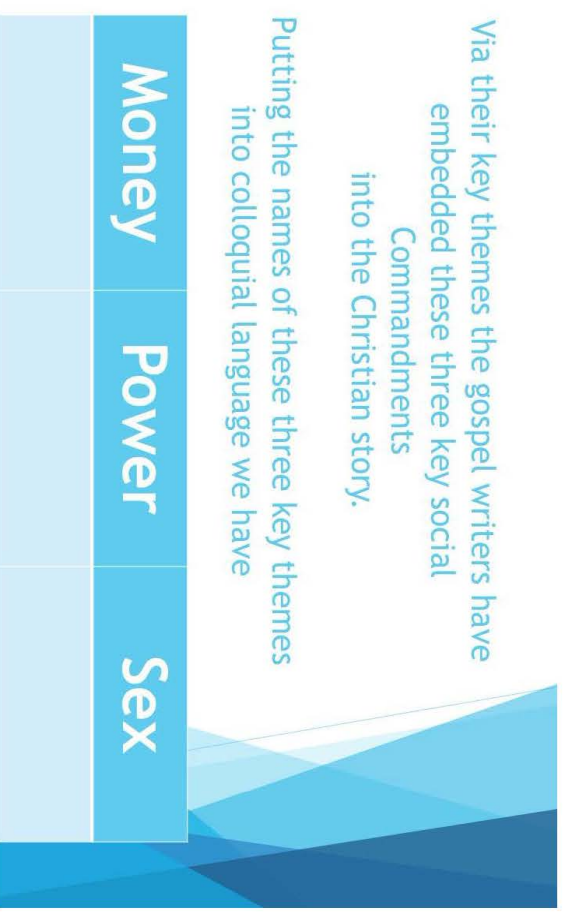 Via their key themes the gospel writers have
embedded these three key social
Commandments
into the Christian story.
Putting the names of these three key themes
into colloquial language we have
Money Power Sex